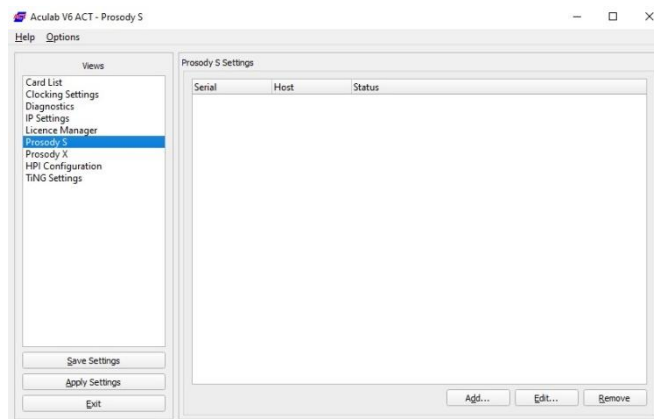 Aculab V6 ACT - Prosody S
Help Options
Views
Card List
Clocking Settings
Diagnostics
IP Settings
Licence Manager
Prosody S
Prosody X
HPI Configuration
TiNG Settings
Save Settings
Apply Settings
Exit
Prosody S Settings
Serial Host Status
Add... Edit... Remove